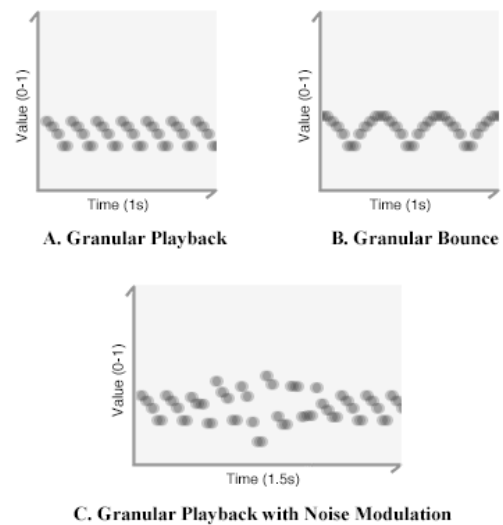 Value (0-1)
Time (1s)
A. Granular Playback
Value (0-1)
Time (1s)
B. Granular Bounce
Value (0-1)
Time (1.5s)
C. Granular Playback with Noise Modulation